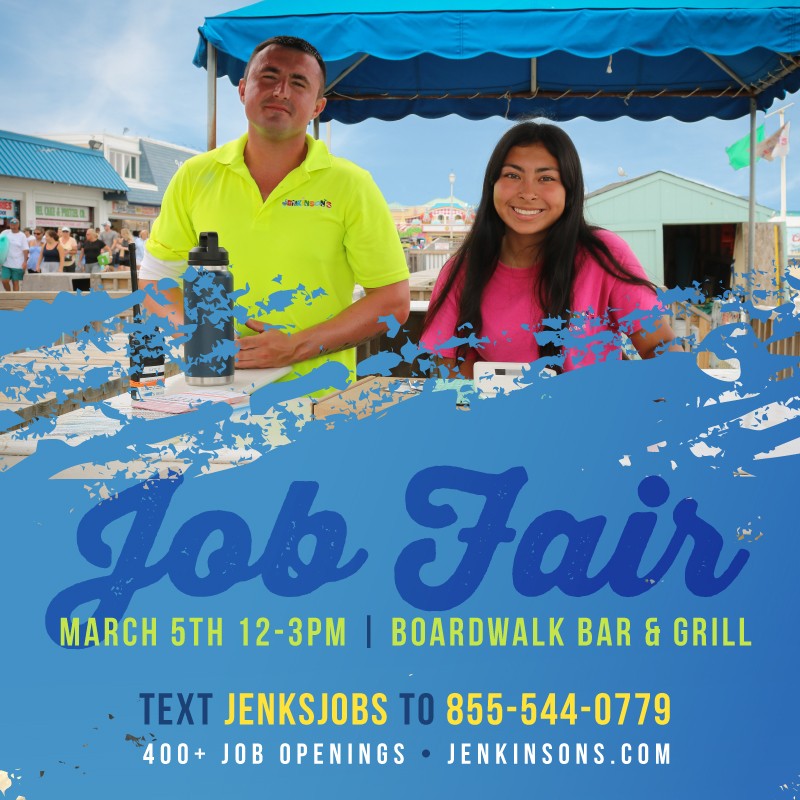 JENKINSON'S
Job Fair
MARCH 5TH 12-3PM | BOARDWALK BAR & GRILL
TEXT JENKSJOBS TO 855-544-0779
400+ JOB OPENINGS • JENKINSONS.COM